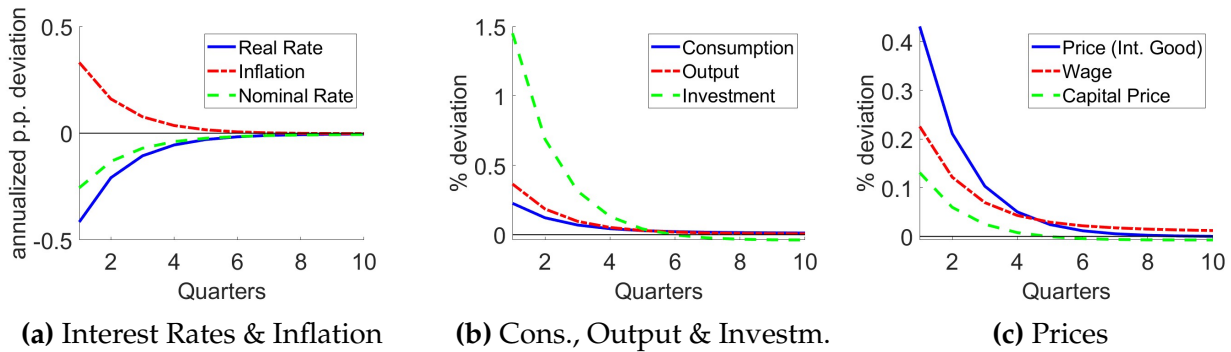 annualized p.p. deviation
0.5
0
-0.5
Real Rate
Inflation
Nominal Rate
2 4 6 8 10
Quarters
(a) Interest Rates & Inflation
% deviation
1.5
1
0.5
0
Consumption
Output
Investment
2 4 6 8 10
Quarters
(b) Cons., Output & Investm.
% deviation
0.4
0.3
0.2
0.1
0
Price (Int. Good)
Wage
Capital Price
2 4 6 8 10
Quarters
(c) Prices